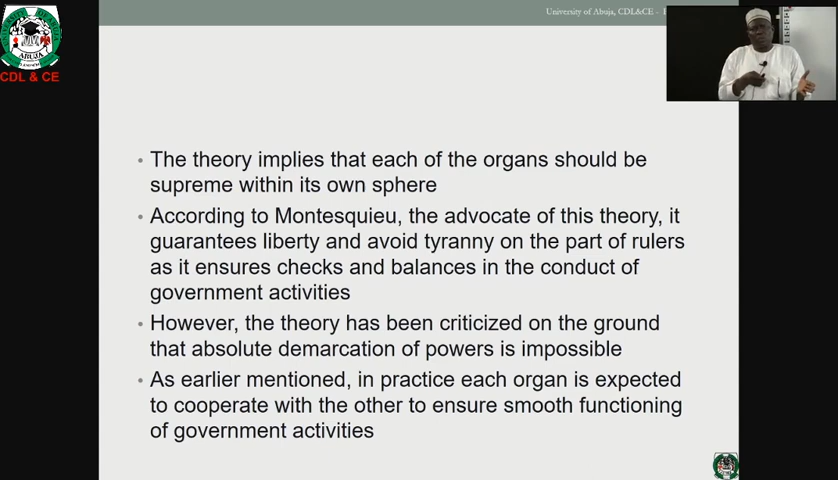 University of Abuja, CDL&CE -
CDL & CE
• The theory implies that each of the organs should be
supreme within its own sphere
• According to Montesquieu, the advocate of this theory, it
guarantees liberty and avoid tyranny on the part of rulers
as it ensures checks and balances in the conduct of
government activities
• However, the theory has been criticized on the ground
that absolute demarcation of powers is impossible
• As earlier mentioned, in practice each organ is expected
to cooperate with the other to ensure smooth functioning
of government activities